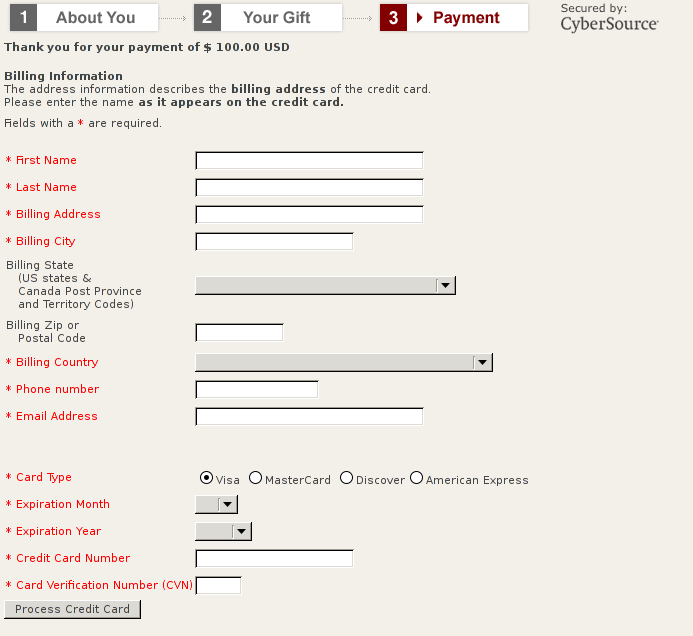 1 About You 2 Your Gift 3 Payment Secured by:
CyberSource
Thank you for your payment of $ 100.00 USD
Billing Information
The address information describes the billing address of the credit card.
Please enter the name as it appears on the credit card.
Fields with a * are required.
* First Name
* Last Name
* Billing Address
* Billing City
Billing State
(US states &
Canada Post Province
and Territory Codes)
Billing Zip or
Postal Code
* Billing Country
* Phone number
* Email Address
* Card Type Visa MasterCard Discover American Express
* Expiration Month
* Expiration Year
* Credit Card Number
* Card Verification Number (CVN)
Process Credit Card